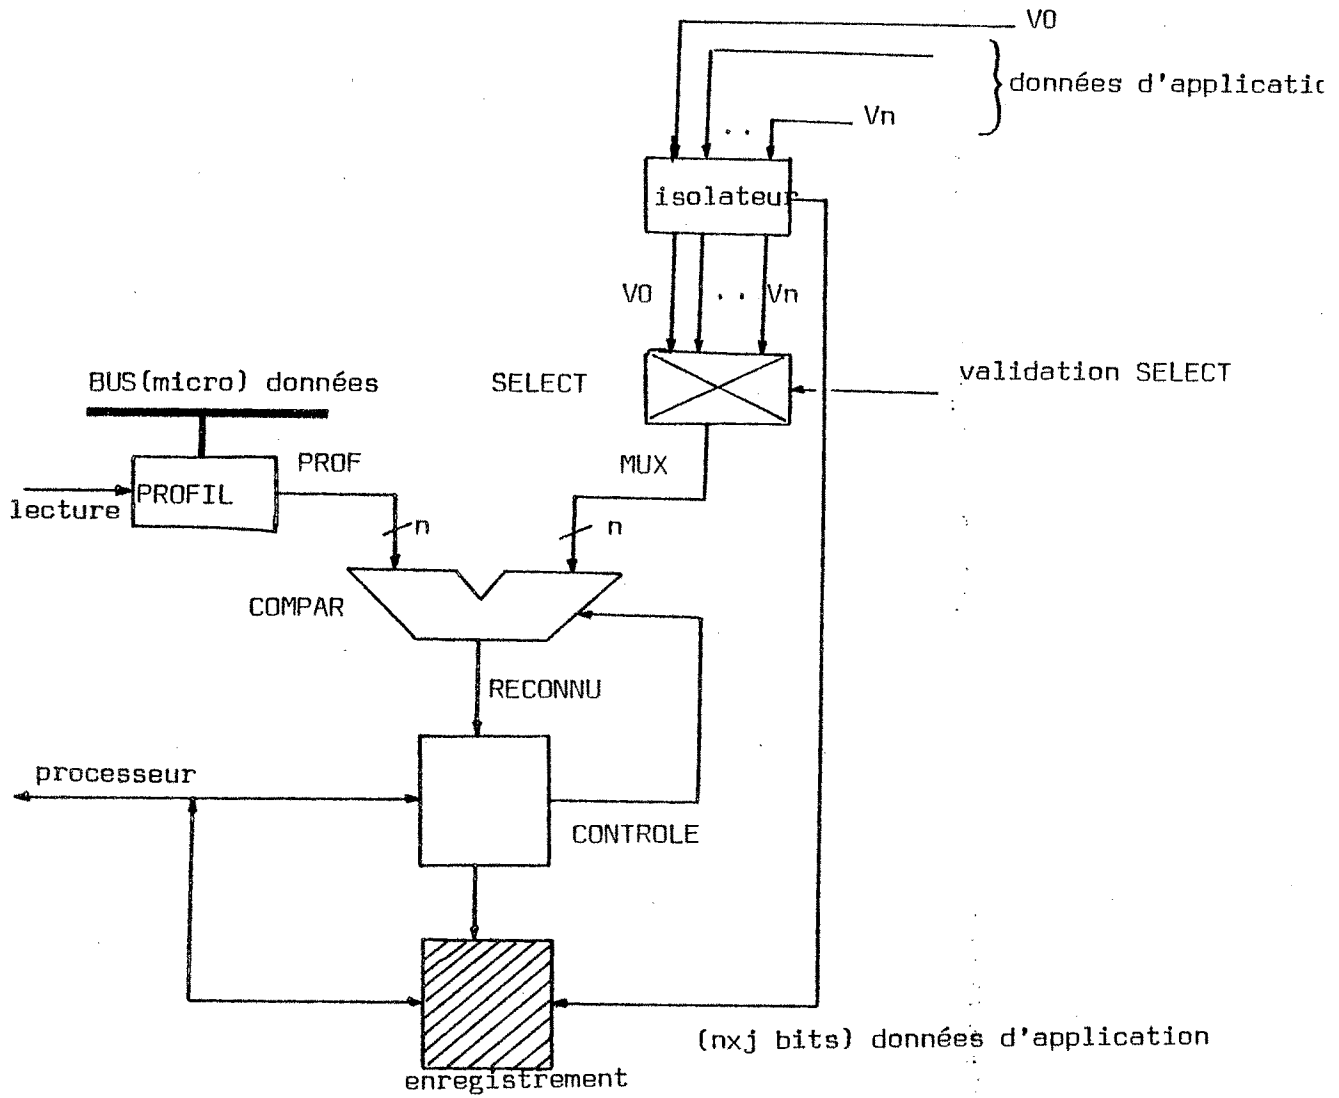 V0
données d'applicatic
Vn
..
isolateur
V0 .. Vn
validation SELECT
BUS(micro) données
SELECT
PROF
MUX
PROFIL
lecture
n
n
COMPAR
RECONNU
processeur
CONTROLE
(nxj bits) données d'application
enregistrement